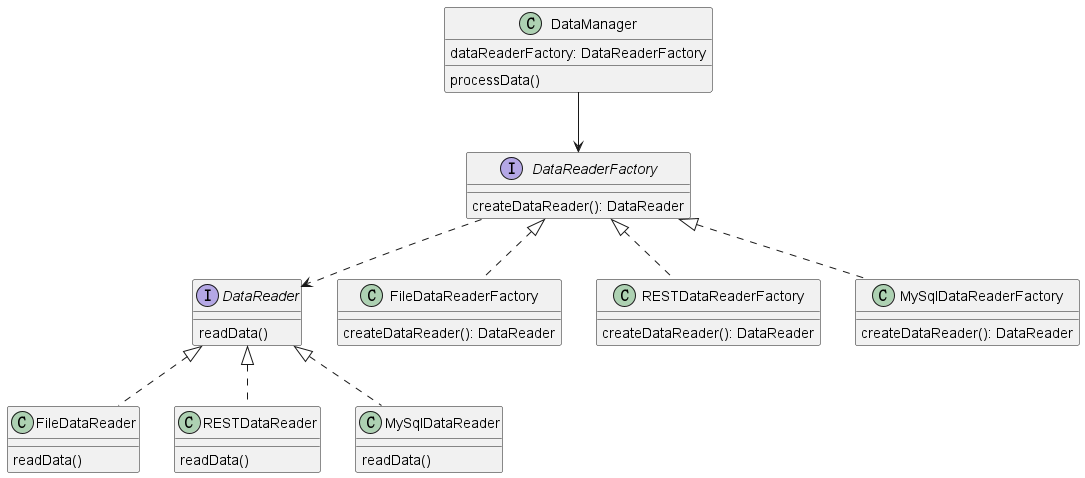 C DataManager
dataReaderFactory: DataReaderFactory
processData()
I DataReaderFactory
createDataReader(): DataReader
I DataReader
readData()
C FileDataReaderFactory
createDataReader(): DataReader
C RESTDataReaderFactory
createDataReader(): DataReader
C MySqlDataReaderFactory
createDataReader(): DataReader
C FileDataReader
readData()
C RESTDataReader
readData()
C MySqlDataReader
readData()